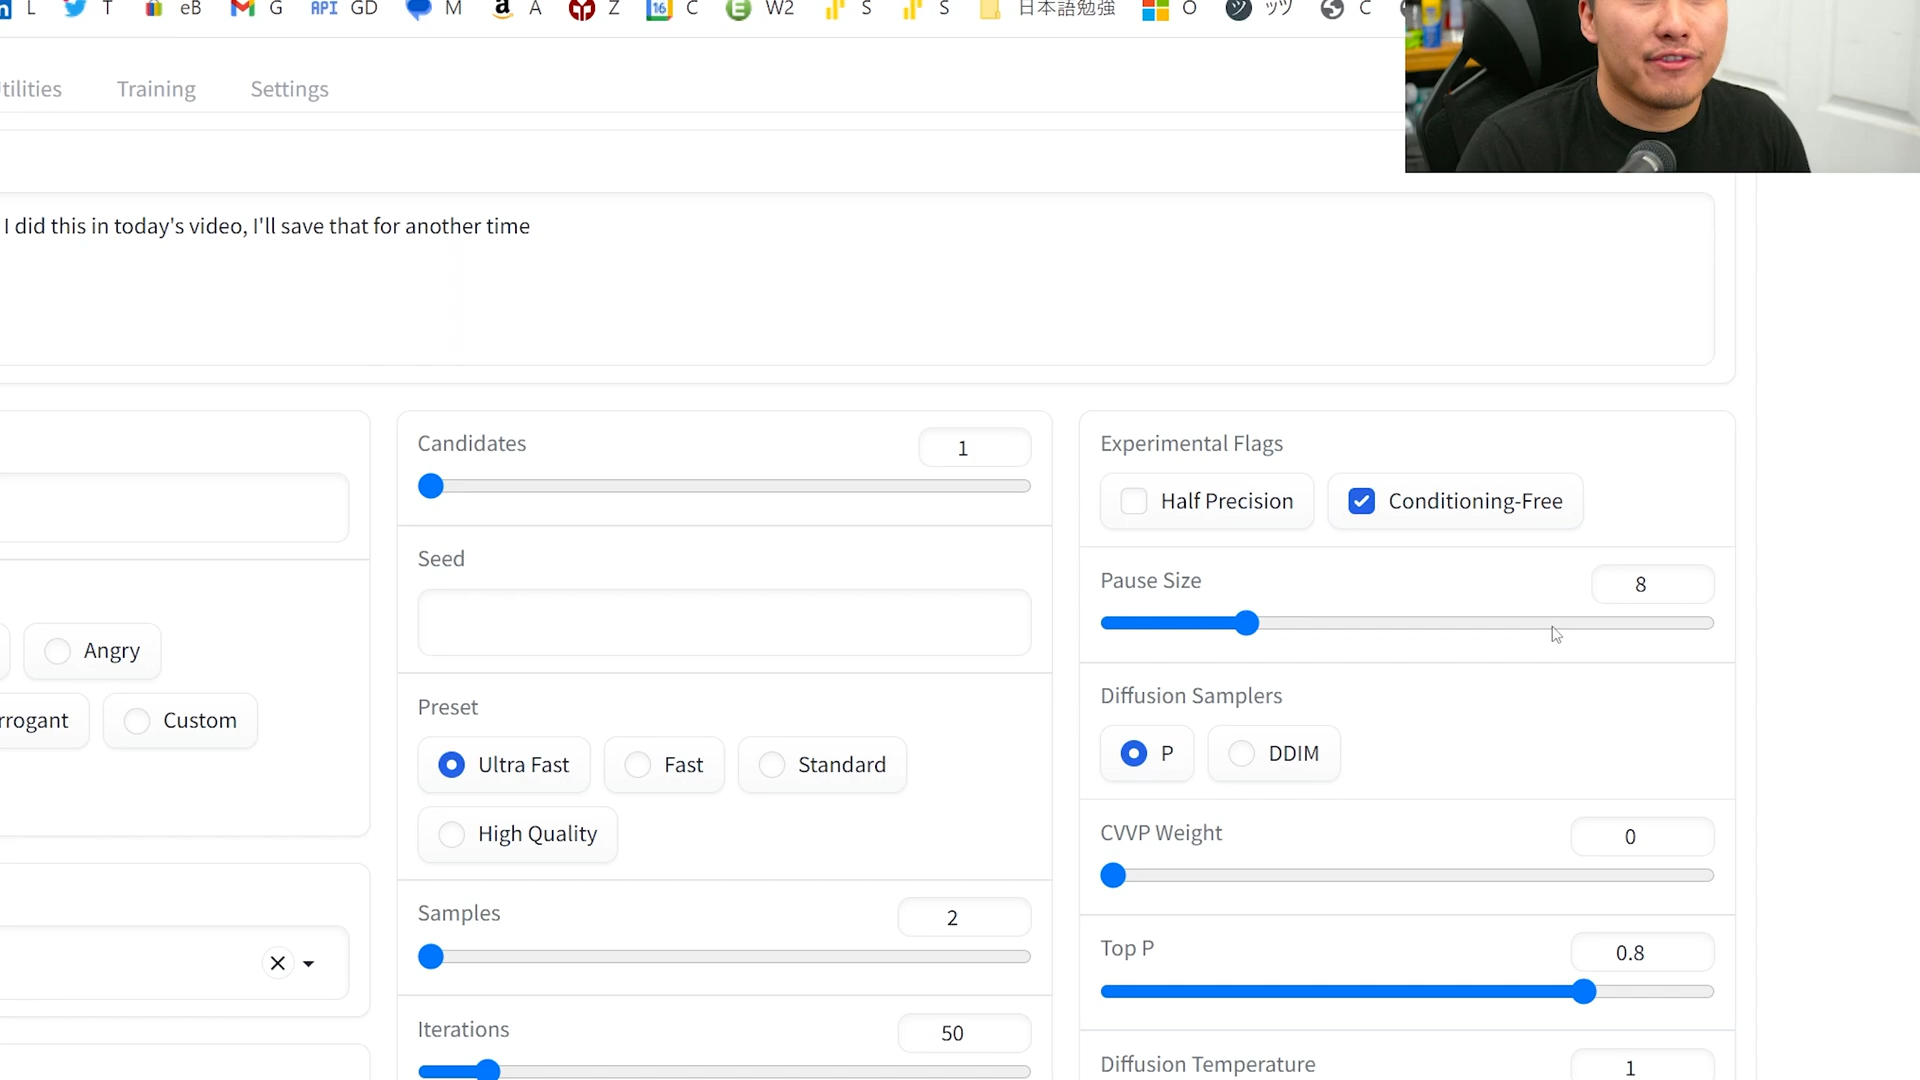 L T eB G API GD M A Z 16 C W2 S S 日本語勉強 O ッツ C
tilities Training Settings
I did this in today's video, I'll save that for another time
Angry
rrogant Custom
Candidates 1
Seed
Preset
Ultra Fast Fast Standard
High Quality
Samples 2
Iterations 50
Experimental Flags
Half Precision Conditioning-Free
Pause Size 8
Diffusion Samplers
P DDIM
CVVP Weight 0
Top P 0.8
Diffusion Temperature 1